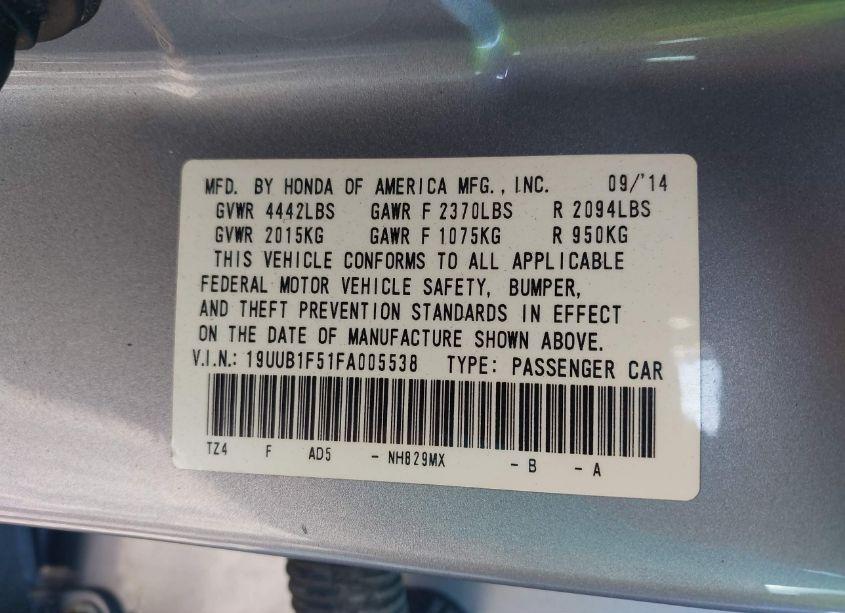 MFD. BY HONDA OF AMERICA MFG., INC. 09/'14
GVWR 4442LBS GAWR F 2370LBS R 2094LBS
GVWR 2015KG GAWR F 1075KG R 950KG
THIS VEHICLE CONFORMS TO ALL APPLICABLE
FEDERAL MOTOR VEHICLE SAFETY, BUMPER,
AND THEFT PREVENTION STANDARDS IN EFFECT
ON THE DATE OF MANUFACTURE SHOWN ABOVE.
V.I.N.: 19UUB1F51FA005538 TYPE: PASSENGER CAR
TZ4 F AD5 - NH829MX - B - A